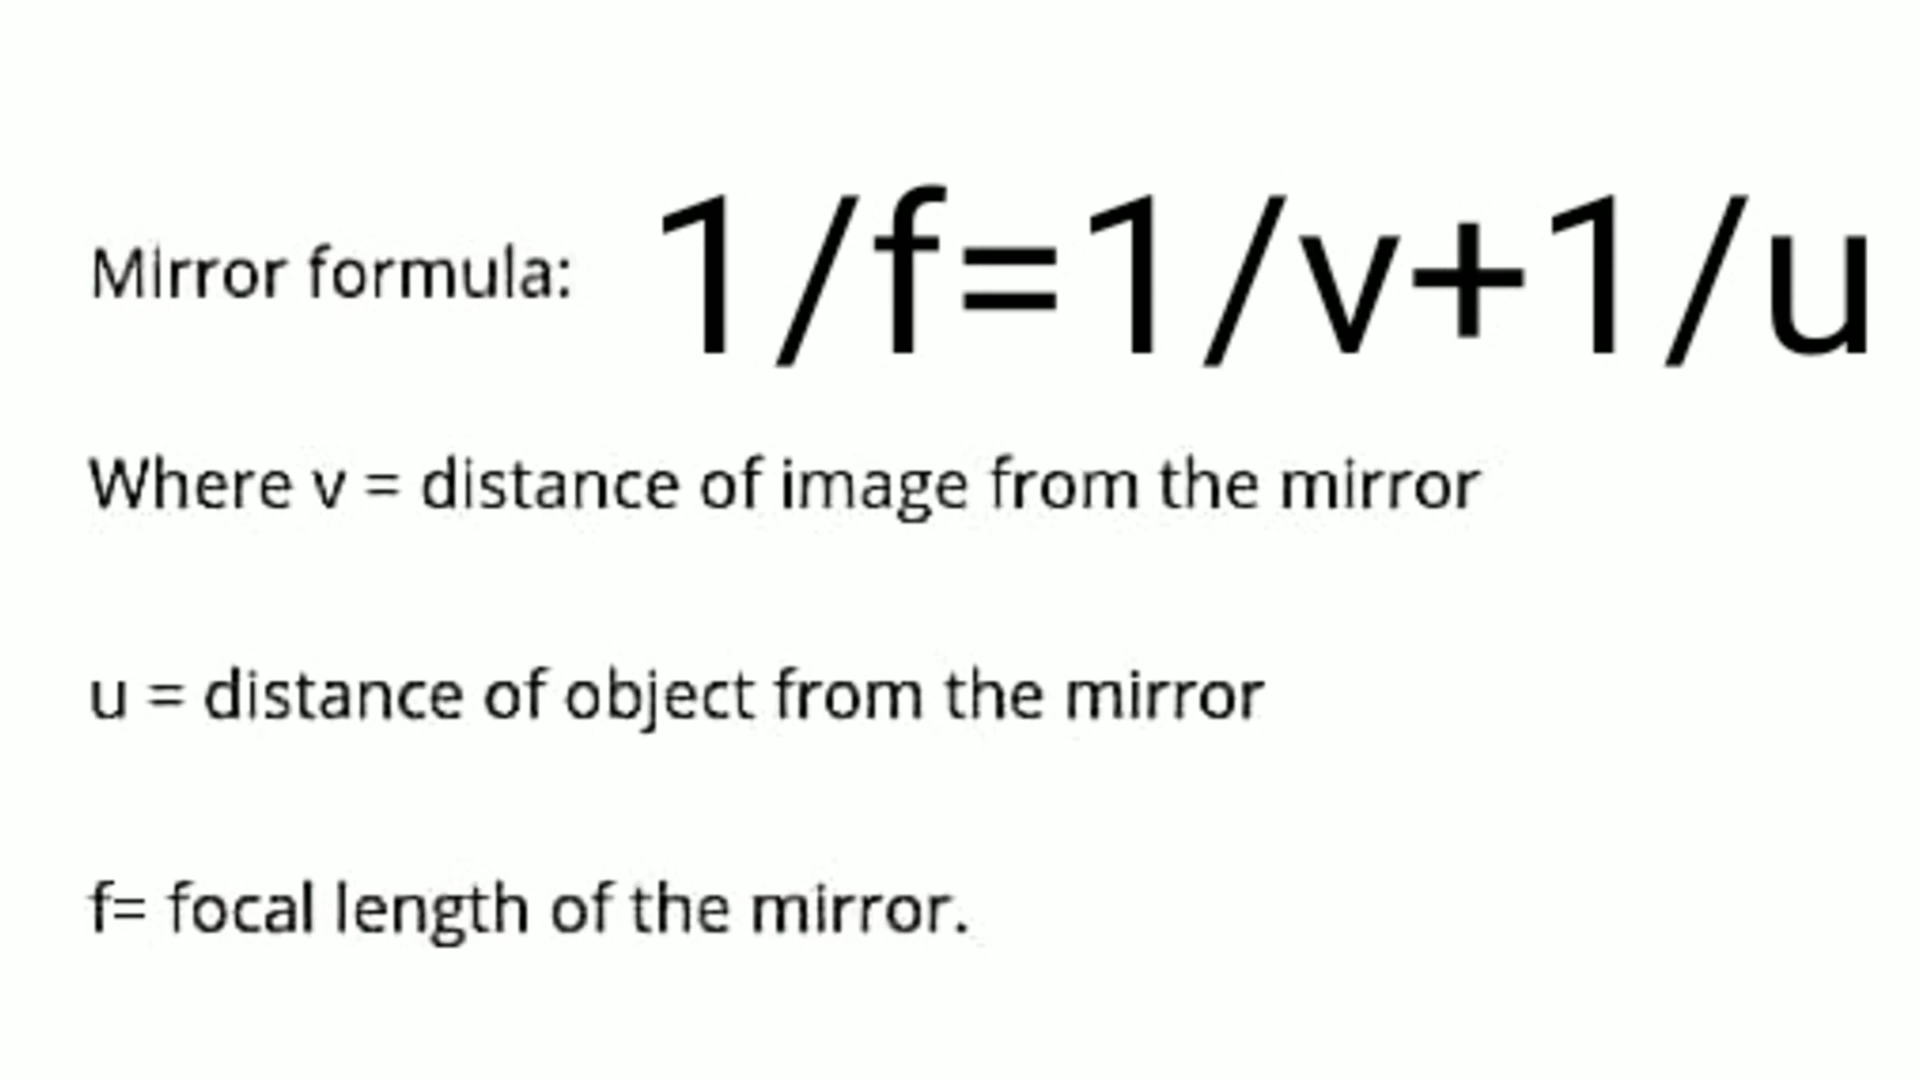 Mirror formula: 1/f=1/v+1/u
Where v = distance of image from the mirror
u = distance of object from the mirror
f= focal length of the mirror.